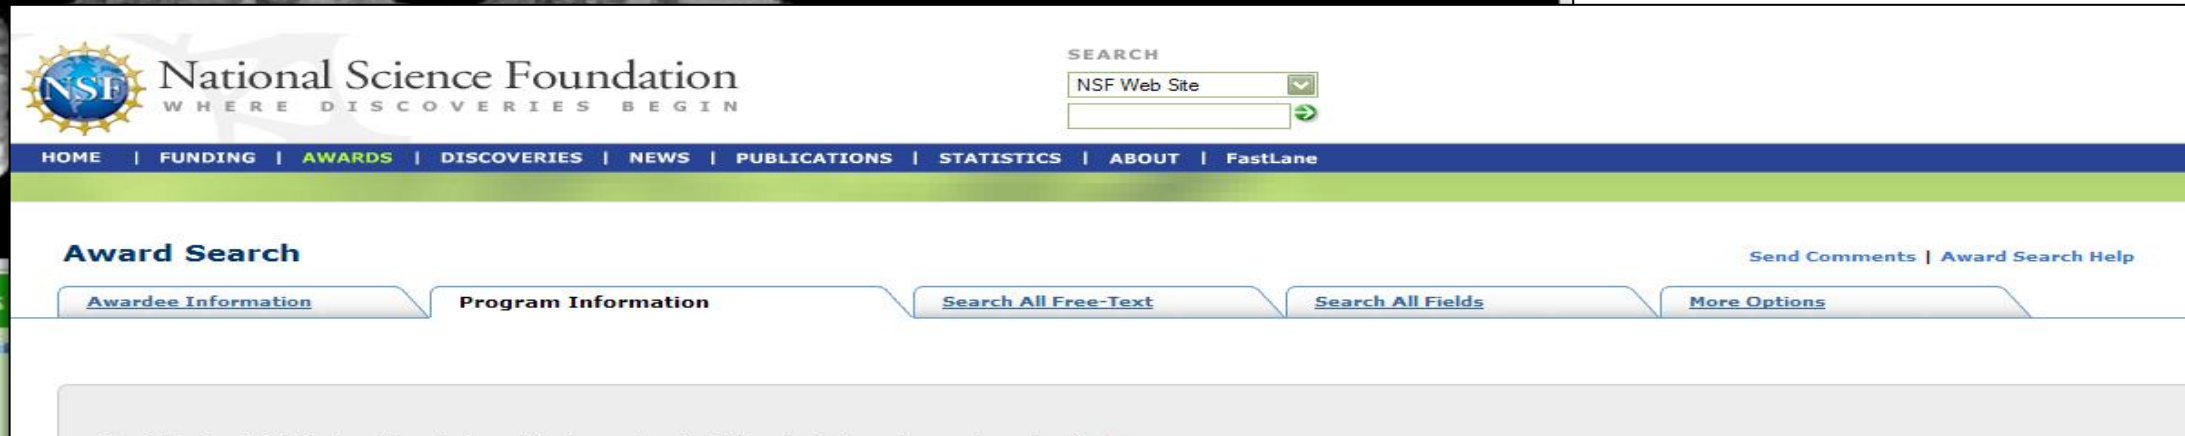 National Science Foundation
WHERE DISCOVERIES BEGIN
NSF
SEARCH
NSF Web Site
HOME | FUNDING | AWARDS | DISCOVERIES | NEWS | PUBLICATIONS | STATISTICS | ABOUT | FastLane
Award Search
Send Comments | Award Search Help
Awardee Information
Program Information
Search All Free-Text
Search All Fields
More Options